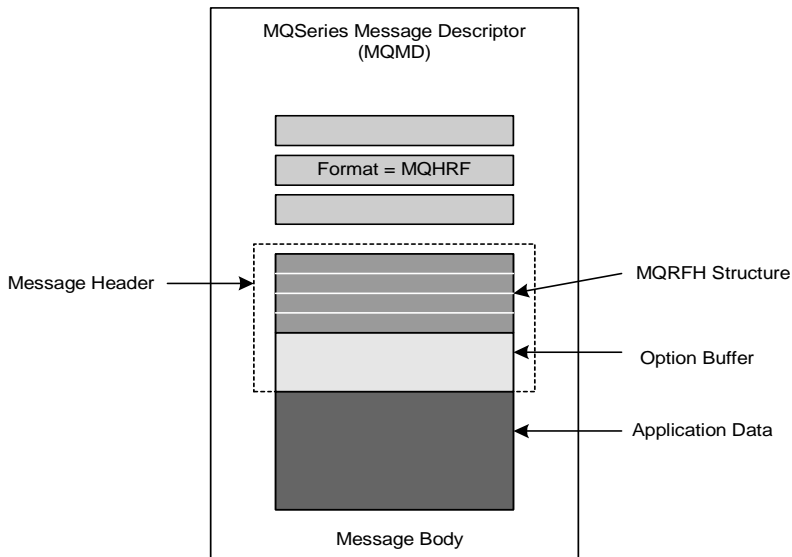 MQSeries Message Descriptor
(MQMD)
Format = MQHRF
Message Header
MQRFH Structure
Option Buffer
Application Data
Message Body